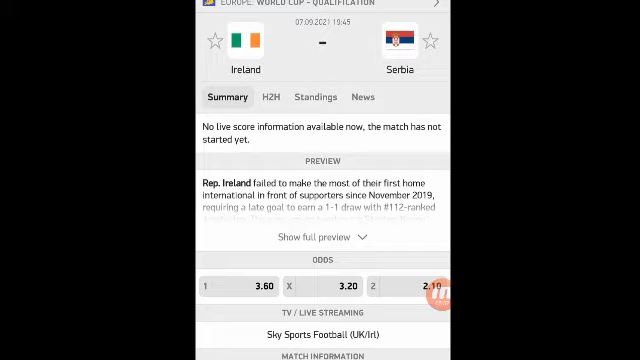 EUROPE: WORLD CUP - QUALIFICATION
07.09.2021 19:45
-
Ireland
Serbia
Summary H2H Standings News
No live score information available now, the match has not
started yet.
PREVIEW
Rep. Ireland failed to make the most of their first home
international in front of supporters since November 2019,
requiring a late goal to earn a 1-1 draw with #112-ranked
Show full preview
ODDS
1 3.60 X 3.20 2 2.10
TV / LIVE STREAMING
Sky Sports Football (UK/Irl)
MATCH INFORMATION